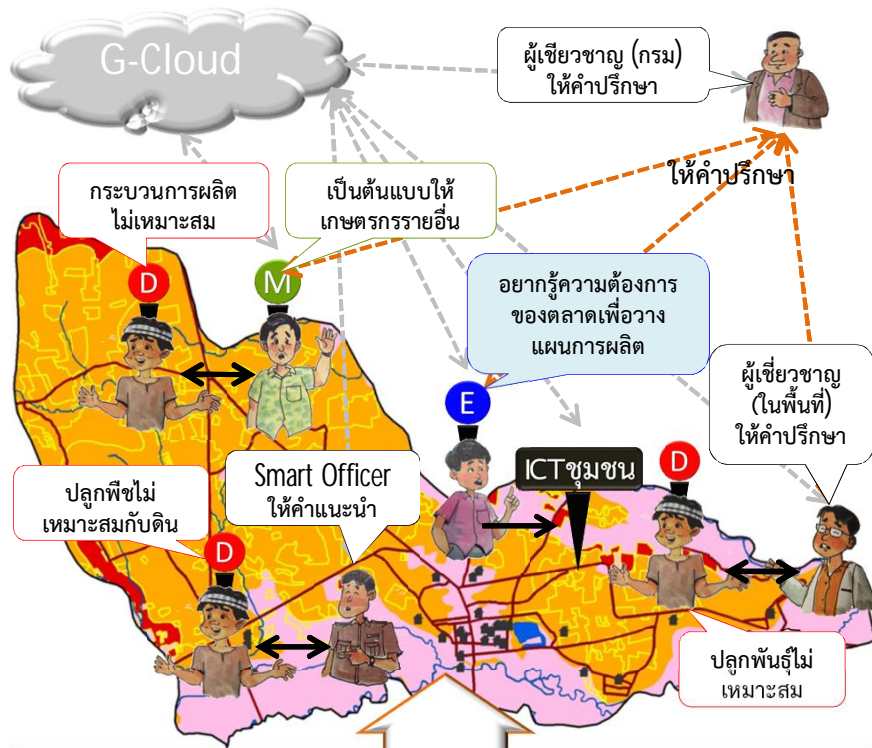 G-Cloud
ผู้เชียวชาญ (กรม)
ให้คำปรึกษา
กระบวนการผลิต
ไม่เหมาะสม
เป็นต้นแบบให้
เกษตรกรรายอื่น
ให้คำปรึกษา
D
M
อยากรู้ความต้องการ
ของตลาดเพื่อวาง
แผนการผลิต
E
ผู้เชี่ยวชาญ
(ในพื้นที่)
ให้คำปรึกษา
ICTชุมชน
D
Smart Officer
ให้คำแนะนำ
ปลูกพืชไม่
เหมาะสมกับดิน
D
ปลูกพันธุ์ไม่
เหมาะสม